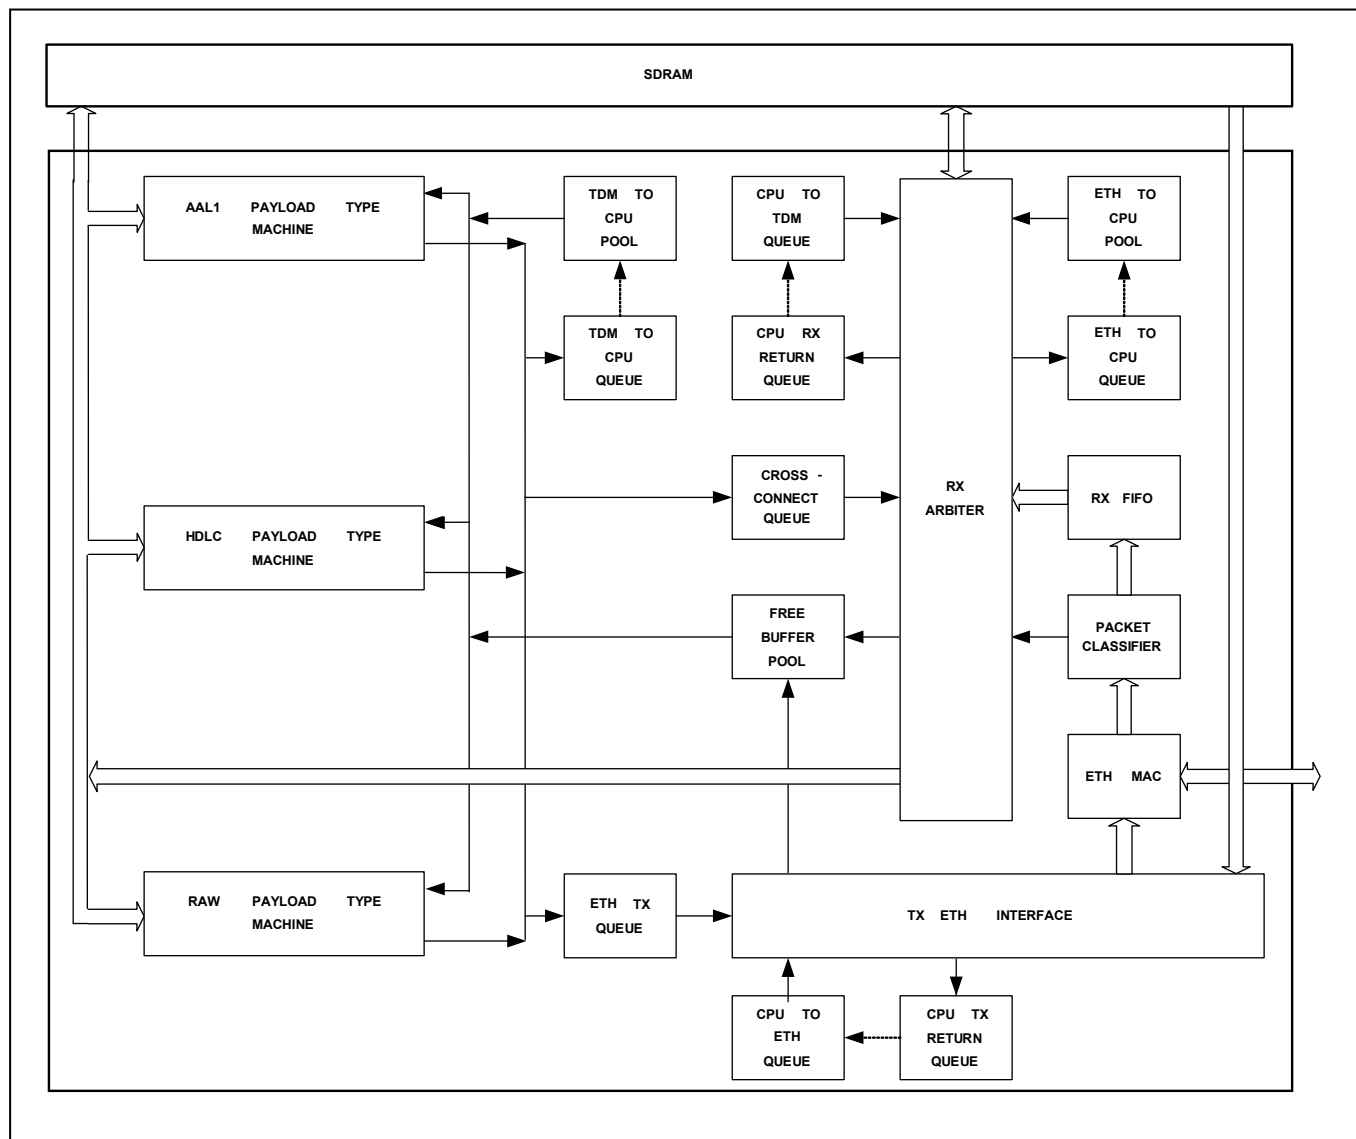 SDRAM
AAL1 PAYLOAD TYPE
MACHINE
TDM TO
CPU
POOL
CPU TO
TDM
QUEUE
ETH TO
CPU
POOL
TDM TO
CPU
QUEUE
CPU RX
RETURN
QUEUE
ETH TO
CPU
QUEUE
HDLC PAYLOAD TYPE
MACHINE
CROSS -
CONNECT
QUEUE
RX
ARBITER
RX FIFO
FREE
BUFFER
POOL
PACKET
CLASSIFIER
ETH MAC
RAW PAYLOAD TYPE
MACHINE
ETH TX
QUEUE
TX ETH INTERFACE
CPU TO
ETH
QUEUE
CPU TX
RETURN
QUEUE